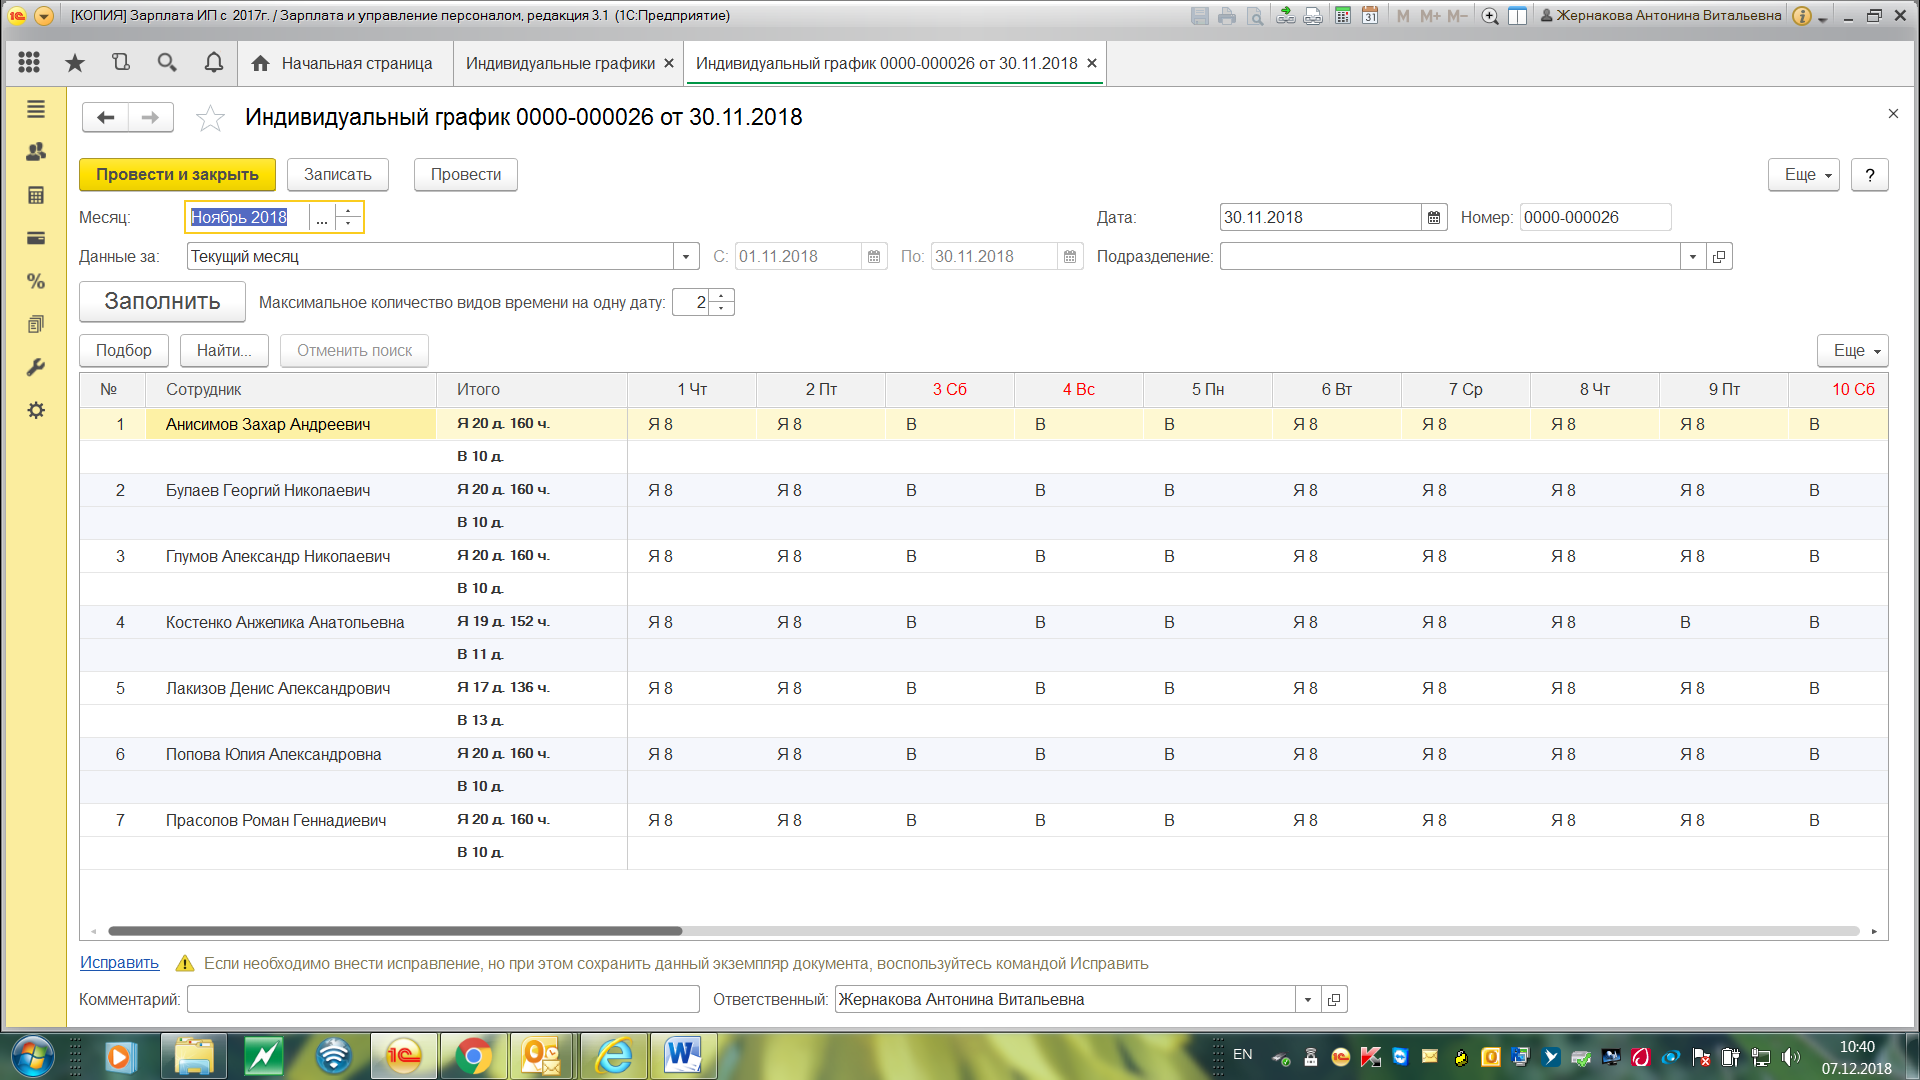 [КОПИЯ] Зарплата ИП с 2017г. / Зарплата и управление персоналом, редакция 3.1 (1С:Предприятие)
M M+ M- Жернакова Антонина Витальевна
Начальная страница Индивидуальные графики Индивидуальный график 0000-000026 от 30.11.2018
Индивидуальный график 0000-000026 от 30.11.2018
Провести и закрыть Записать Провести Еще ?
Месяц: Ноябрь 2018 ... Дата: 30.11.2018 Номер: 0000-000026
Данные за: Текущий месяц С: 01.11.2018 По: 30.11.2018 Подразделение:
Заполнить Максимальное количество видов времени на одну дату: 2
Подбор Найти... Отменить поиск Еще
№ Сотрудник Итого 1 Чт 2 Пт 3 Сб 4 Вс 5 Пн 6 Вт 7 Ср 8 Чт 9 Пт 10 Сб
1 Анисимов Захар Андреевич Я 20 д. 160 ч. Я 8 Я 8 В В В Я 8 Я 8 Я 8 Я 8 В
В 10 д.
2 Булаев Георгий Николаевич Я 20 д. 160 ч. Я 8 Я 8 В В В Я 8 Я 8 Я 8 Я 8 В
В 10 д.
3 Глумов Александр Николаевич Я 20 д. 160 ч. Я 8 Я 8 В В В Я 8 Я 8 Я 8 Я 8 В
В 10 д.
4 Костенко Анжелика Анатольевна Я 19 д. 152 ч. Я 8 Я 8 В В В Я 8 Я 8 Я 8 В В
В 11 д.
5 Лакизов Денис Александрович Я 17 д. 136 ч. Я 8 Я 8 В В В Я 8 Я 8 Я 8 Я 8 В
В 13 д.
6 Попова Юлия Александровна Я 20 д. 160 ч. Я 8 Я 8 В В В Я 8 Я 8 Я 8 Я 8 В
В 10 д.
7 Прасолов Роман Геннадиевич Я 20 д. 160 ч. Я 8 Я 8 В В В Я 8 Я 8 Я 8 Я 8 В
В 10 д.
Исправить Если необходимо внести исправление, но при этом сохранить данный экземпляр документа, воспользуйтесь командой Исправить
Комментарий: Ответственный: Жернакова Антонина Витальевна
EN 10:40
07.12.2018